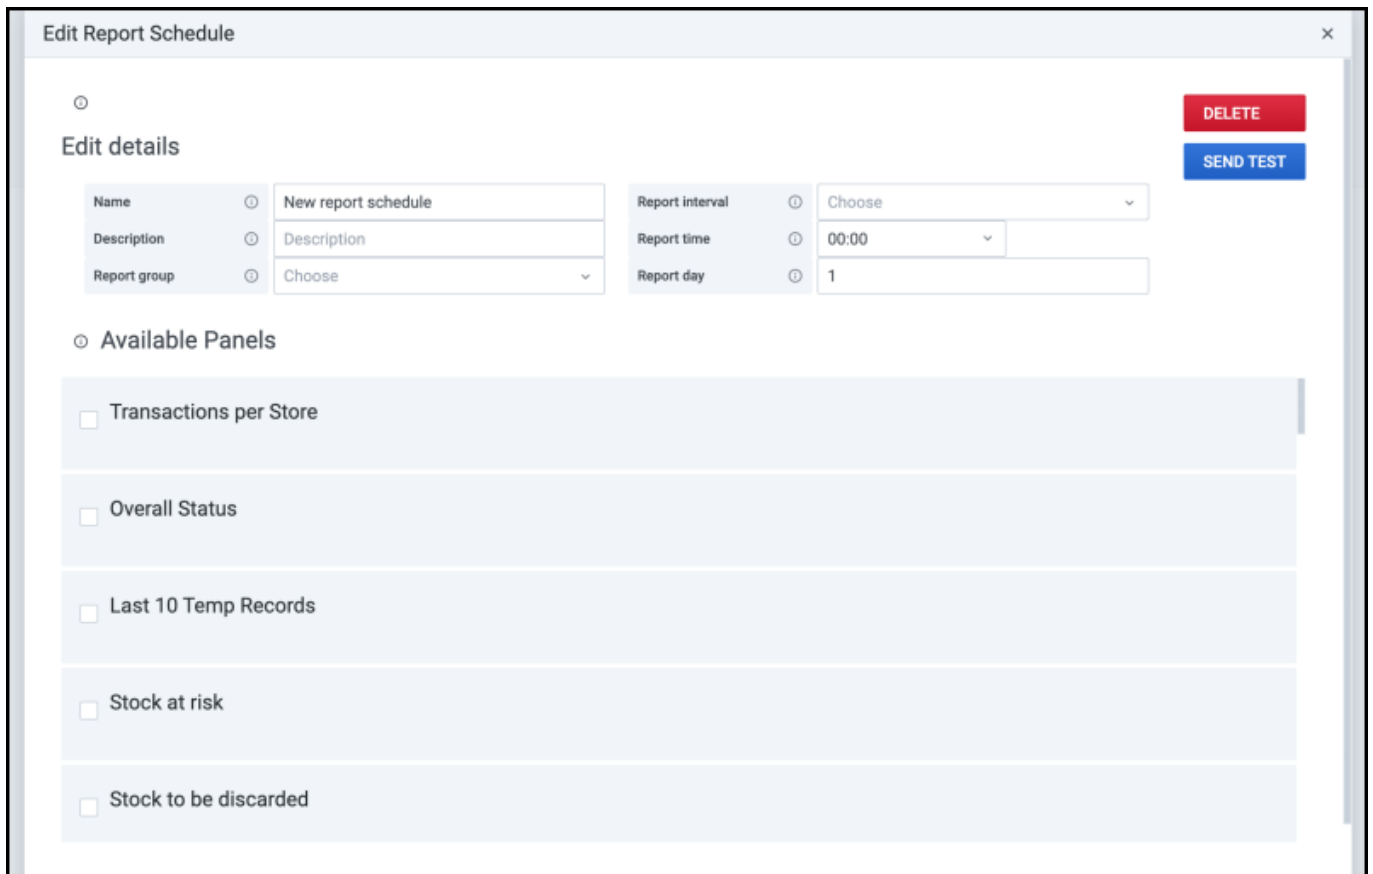 Edit Report Schedule
DELETE
Edit details
SEND TEST
Name New report schedule Report interval Choose
Description Description Report time 00:00
Report group Choose Report day 1
Available Panels
Transactions per Store
Overall Status
Last 10 Temp Records
Stock at risk
Stock to be discarded